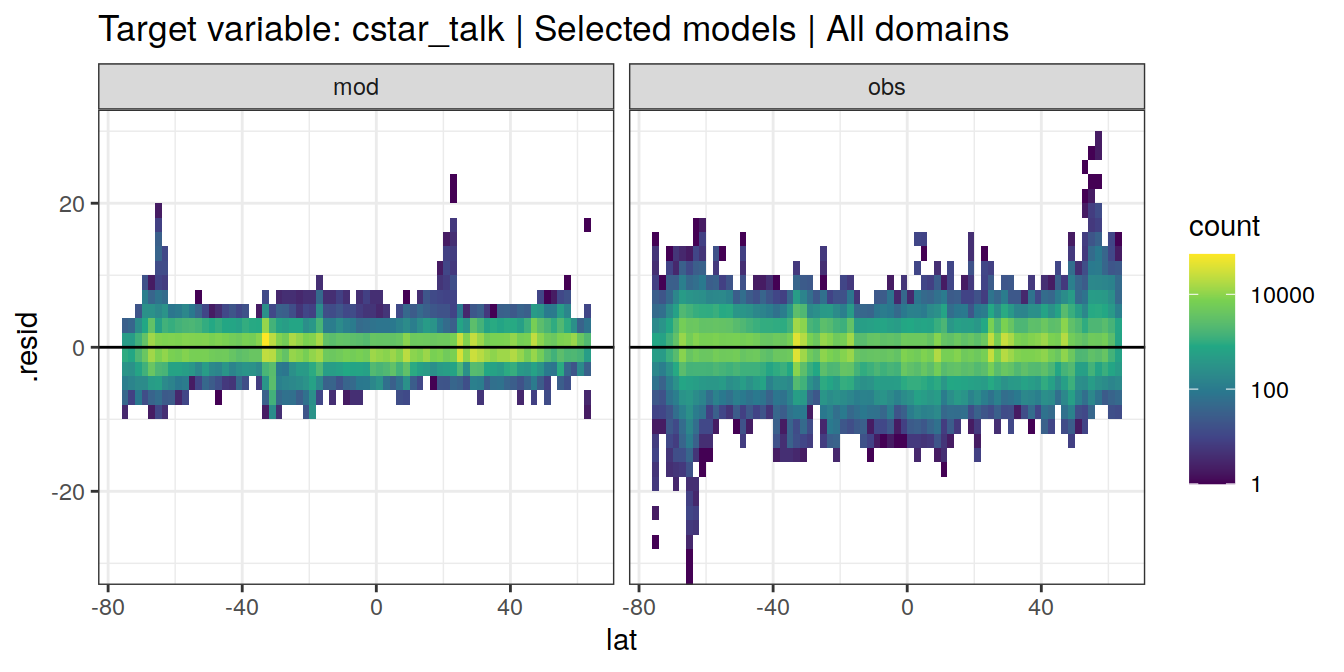 Target variable: cstar_talk | Selected models | All domains
mod
obs
.resid
20
0
-20
-80
-40
0
40
-80
-40
0
40
lat
count
10000
100
1